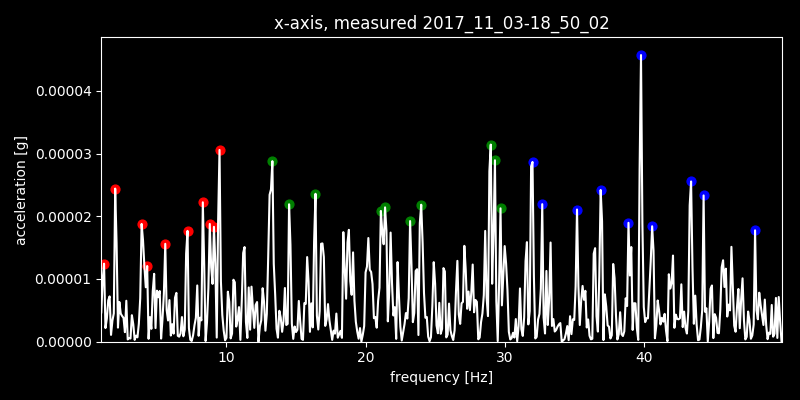 x-axis, measured 2017_11_03-18_50_02
acceleration [g]
0.00004
0.00003
0.00002
0.00001
0.00000
10 20 30 40
frequency [Hz]